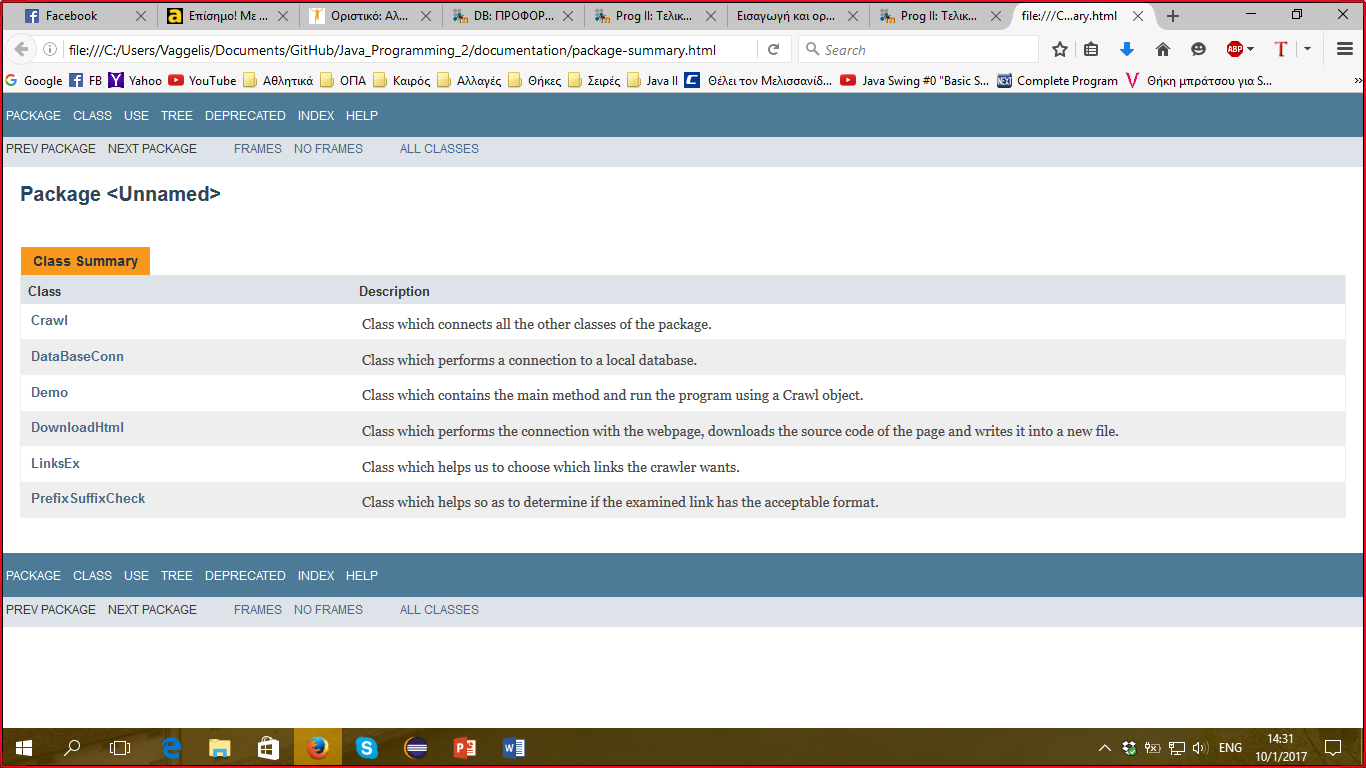 Facebook Επίσημο! Με ... Οριστικό: Αλ... DB: ΠΡΟΦΟΡ... Prog II: Τελικ... Εισαγωγή και ορ... Prog II: Τελικ... file:///C...ary.html
file:///C:/Users/Vaggelis/Documents/GitHub/Java_Programming_2/documentation/package-summary.html Search
Google FB Yahoo YouTube Αθλητικά ΟΠΑ Καιρός Αλλαγές Θήκες Σειρές Java II Θέλει τον Μελισσανίδ... Java Swing #0 "Basic S... Complete Program Θήκη μπράτσου για S...
PACKAGE CLASS USE TREE DEPRECATED INDEX HELP
PREV PACKAGE NEXT PACKAGE FRAMES NO FRAMES ALL CLASSES
Package <Unnamed>
Class Summary
Class Description
Crawl Class which connects all the other classes of the package.
DataBaseConn Class which performs a connection to a local database.
Demo Class which contains the main method and run the program using a Crawl object.
DownloadHtml Class which performs the connection with the webpage, downloads the source code of the page and writes it into a new file.
LinksEx Class which helps us to choose which links the crawler wants.
PrefixSuffixCheck Class which helps so as to determine if the examined link has the acceptable format.
PACKAGE CLASS USE TREE DEPRECATED INDEX HELP
PREV PACKAGE NEXT PACKAGE FRAMES NO FRAMES ALL CLASSES
ENG 14:31
10/1/2017